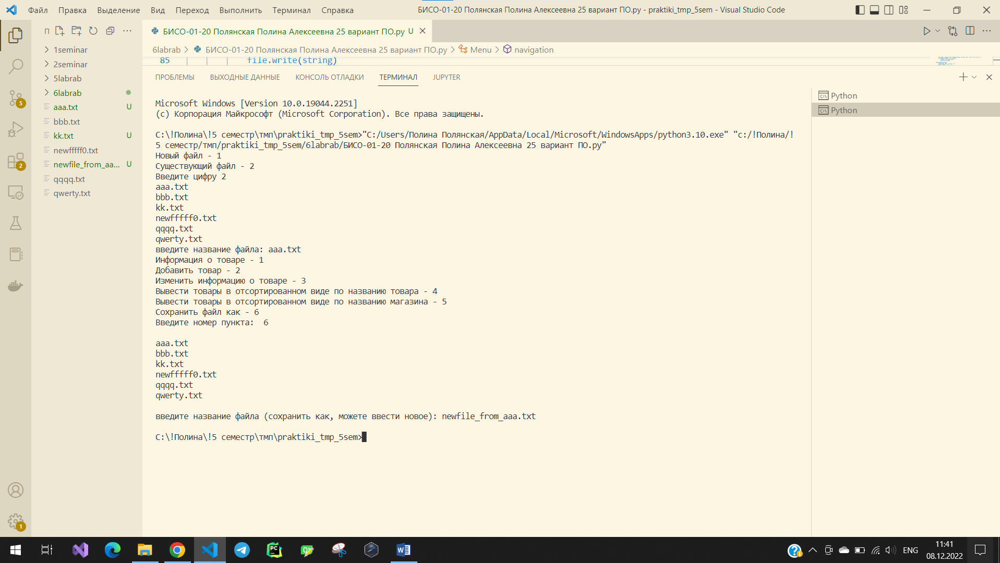 Файл Правка Выделение Вид Переход Выполнить Терминал Справка
БИСО-01-20 Полянская Полина Алексеевна 25 вариант ПО.py - praktiki_tmp_5sem - Visual Studio Code
П
1seminar
2seminar
5labrab
6labrab
aaa.txt U
bbb.txt
kk.txt U
newfffff0.txt
newfile_from_aa... U
qqqq.txt
qwerty.txt
5
2
1
БИСО-01-20 Полянская Полина Алексеевна 25 вариант ПО.py U
6labrab > БИСО-01-20 Полянская Полина Алексеевна 25 вариант ПО.py > Menu > navigation
85 file.write(string)
ПРОБЛЕМЫ ВЫХОДНЫЕ ДАННЫЕ КОНСОЛЬ ОТЛАДКИ ТЕРМИНАЛ JUPYTER
Microsoft Windows [Version 10.0.19044.2251]
(c) Корпорация Майкрософт (Microsoft Corporation). Все права защищены.
C:\!Полина\!5 семестр\тмп\praktiki_tmp_5sem>"C:/Users/Полина Полянская/AppData/Local/Microsoft/WindowsApps/python3.10.exe" "c:/!Полина/!
5 семестр/тмп/praktiki_tmp_5sem/6labrab/БИСО-01-20 Полянская Полина Алексеевна 25 вариант ПО.py"
Новый файл - 1
Существующий файл - 2
Введите цифру 2
aaa.txt
bbb.txt
kk.txt
newfffff0.txt
qqqq.txt
qwerty.txt
введите название файла: aaa.txt
Информация о товаре - 1
Добавить товар - 2
Изменить информацию о товаре - 3
Вывести товары в отсортированном виде по названию товара - 4
Вывести товары в отсортированном виде по названию магазина - 5
Сохранить файл как - 6
Введите номер пункта:  6
aaa.txt
bbb.txt
kk.txt
newfffff0.txt
qqqq.txt
qwerty.txt
введите название файла (сохранить как, можете ввести новое): newfile_from_aaa.txt
C:\!Полина\!5 семестр\тмп\praktiki_tmp_5sem>
Python
Python
ENG
11:41
08.12.2022